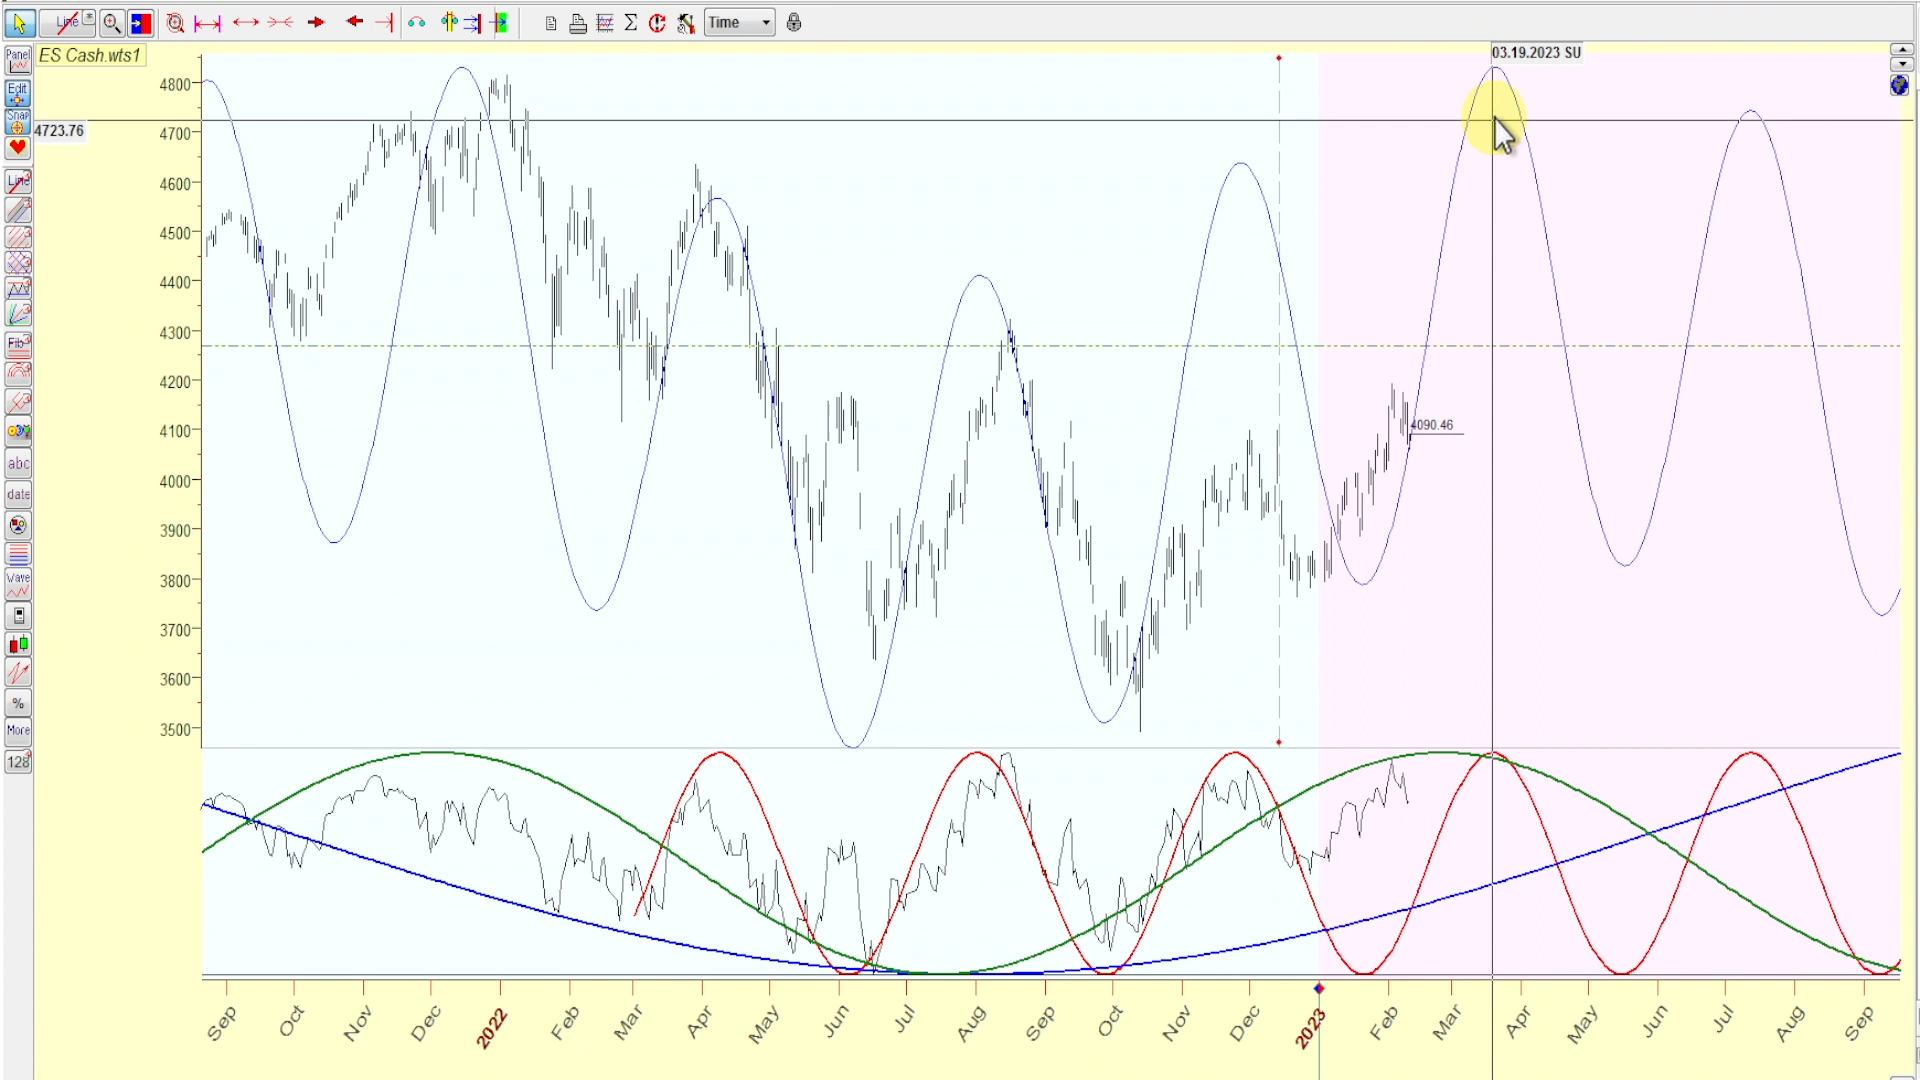 Line
Time
Panel
ES Cash.wts1
03.19.2023 SU
Edit
Snap
4723.76
Line
Fib
abc
date
Wave
%
More
128
4800
4700
4600
4500
4400
4300
4200
4100
4000
3900
3800
3700
3600
3500
4090.46
Sep Oct Nov Dec 2022 Feb Mar Apr May Jun Jul Aug Sep Oct Nov Dec 2023 Feb Mar Apr May Jun Jul Aug Sep